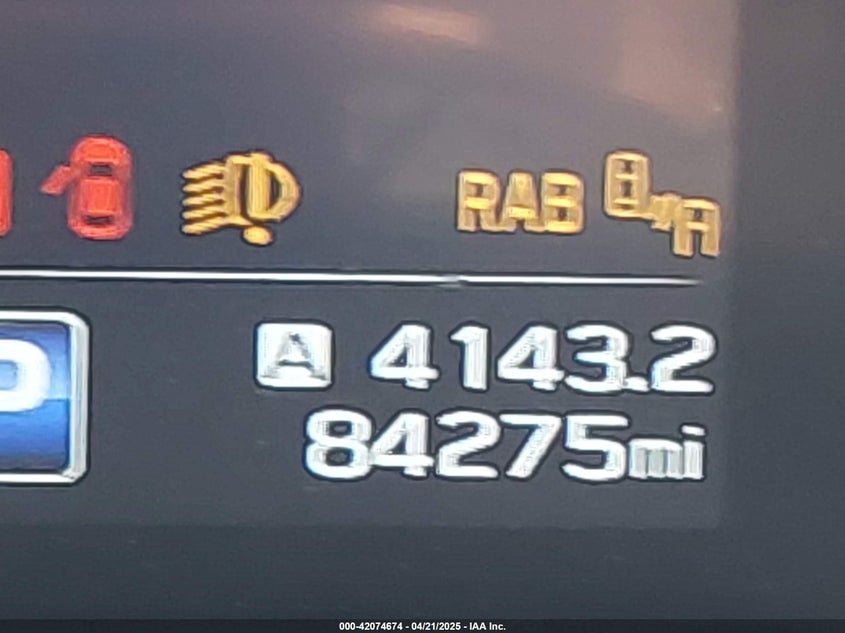 RAB A
P A 4143.2
84275mi
000-42074674 - 04/21/2025 - IAA Inc.